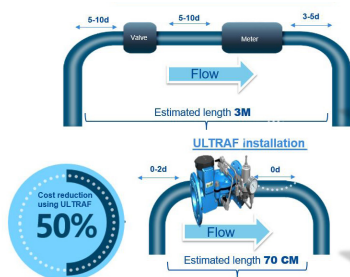 5-10d
5-10d
3-5d
Valve
Meter
Flow
Estimated length 3M
ULTRAF installation
0-2d
0d
Cost reduction
using ULTRAF
50%
Flow
Estimated length 70 CM